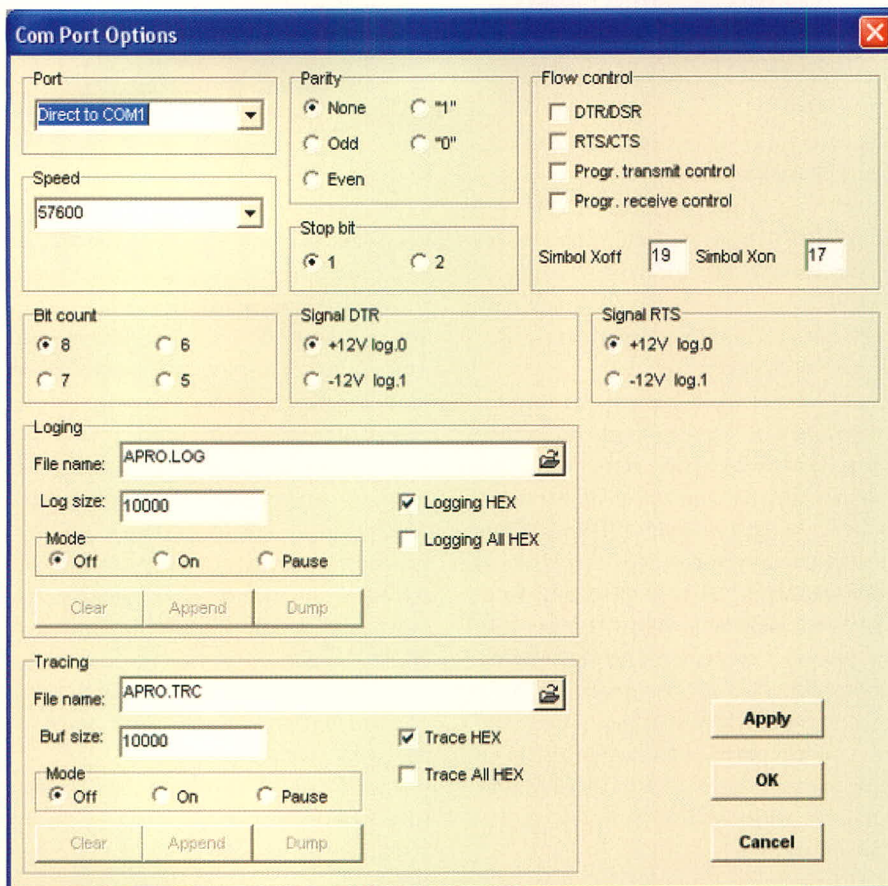 Com Port Options
Port
Direct to COM1
Speed
57600
Parity
None
"1"
Odd
"0"
Even
Stop bit
1
2
Flow control
DTR/DSR
RTS/CTS
Progr. transmit control
Progr. receive control
Simbol Xoff 19 Simbol Xon 17
Bit count
8
6
7
5
Signal DTR
+12V log.0
-12V log.1
Signal RTS
+12V log.0
-12V log.1
Loging
File name: APRO.LOG
Log size: 10000
Logging HEX
Logging All HEX
Mode
Off On Pause
Clear Append Dump
Tracing
File name: APRO.TRC
Buf size: 10000
Trace HEX
Trace All HEX
Mode
Off On Pause
Clear Append Dump
Apply
OK
Cancel